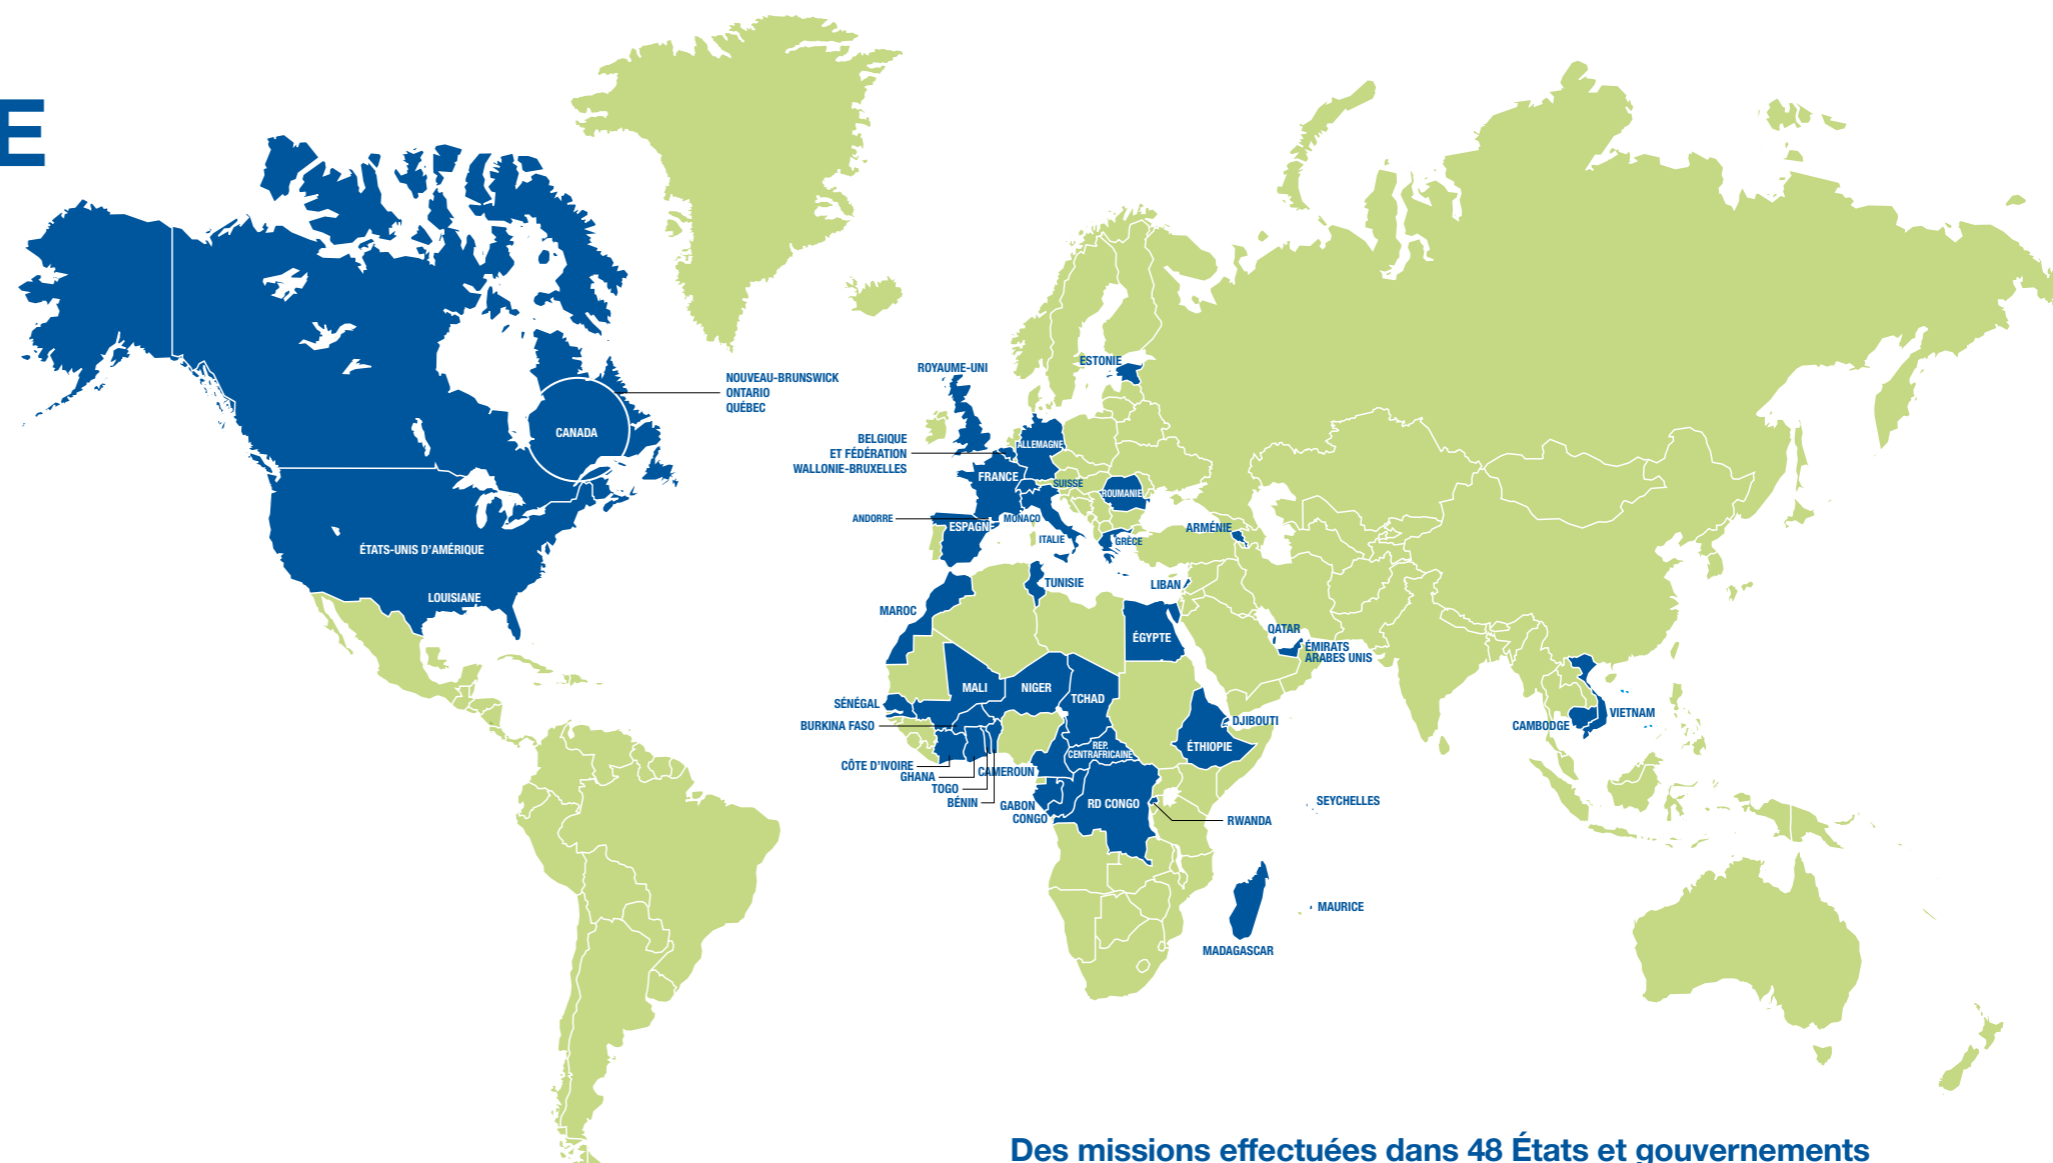 E
NOUVEAU-BRUNSWICK
ONTARIO
QUÉBEC
CANADA
ÉTATS-UNIS D'AMÉRIQUE
LOUISIANE
ROYAUME-UNI
ESTONIE
BELGIQUE
ET FÉDÉRATION
WALLONIE-BRUXELLES
ALLEMAGNE
FRANCE
SUISSE
ROUMANIE
ANDORRE
MONACO
ESPAGNE
ITALIE
GRÈCE
ARMÉNIE
TUNISIE
LIBAN
MAROC
ÉGYPTE
QATAR
ÉMIRATS
ARABES UNIS
MALI
NIGER
TCHAD
SÉNÉGAL
BURKINA FASO
DJIBOUTI
ÉTHIOPIE
REP.
CENTRAFRICAINE
CÔTE D'IVOIRE
GHANA
CAMEROUN
TOGO
BÉNIN
GABON
CONGO
RD CONGO
RWANDA
SEYCHELLES
MAURICE
MADAGASCAR
CAMBODGE
VIETNAM
Des missions effectuées dans 48 États et gouvernements